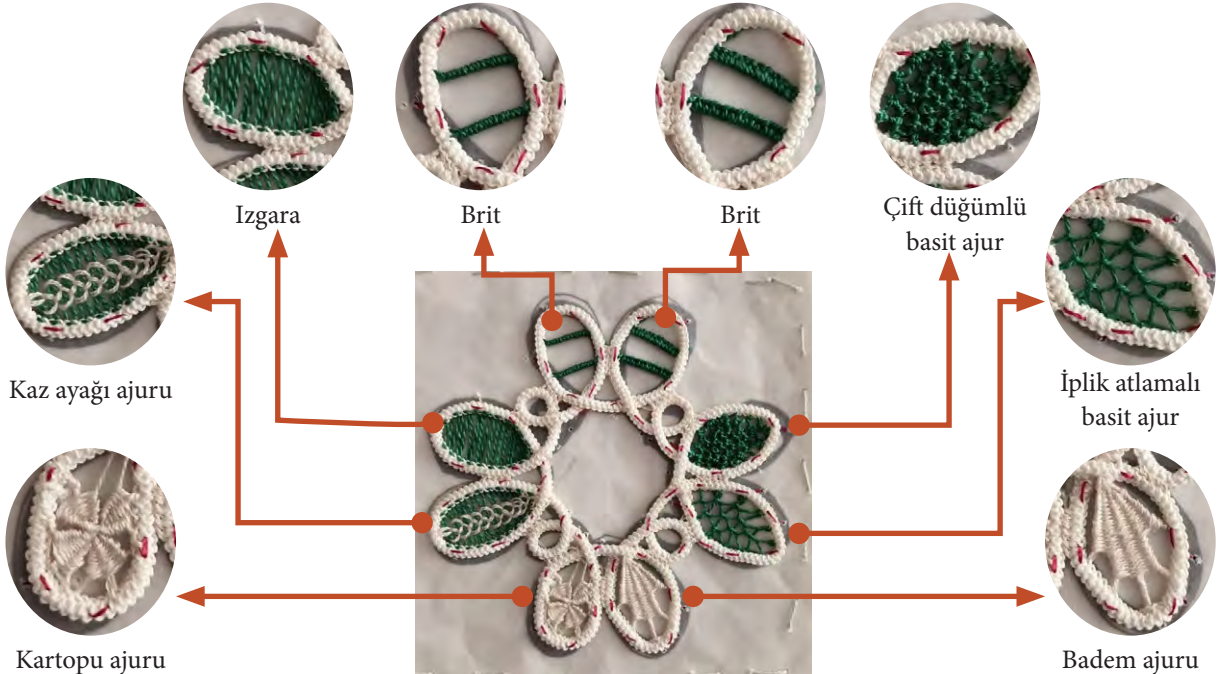 Izgara
Brit
Brit
Çift düğümlü
basit ajur
Kaz ayağı ajuru
İplik atlamalı
basit ajur
Kartopu ajuru
Badem ajuru